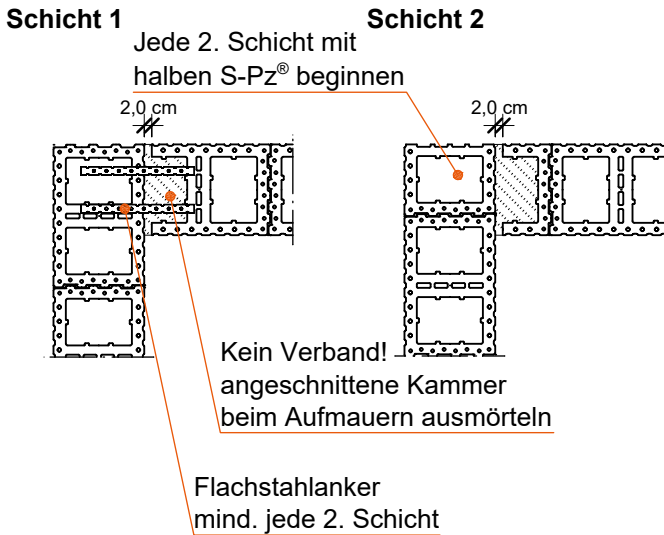 Schicht 1
Schicht 2
Jede 2. Schicht mit
halben S-Pz® beginnen
2,0 cm
2,0 cm
Kein Verband!
angeschnittene Kammer
beim Aufmauern ausmörteln
Flachstahlanker
mind. jede 2. Schicht